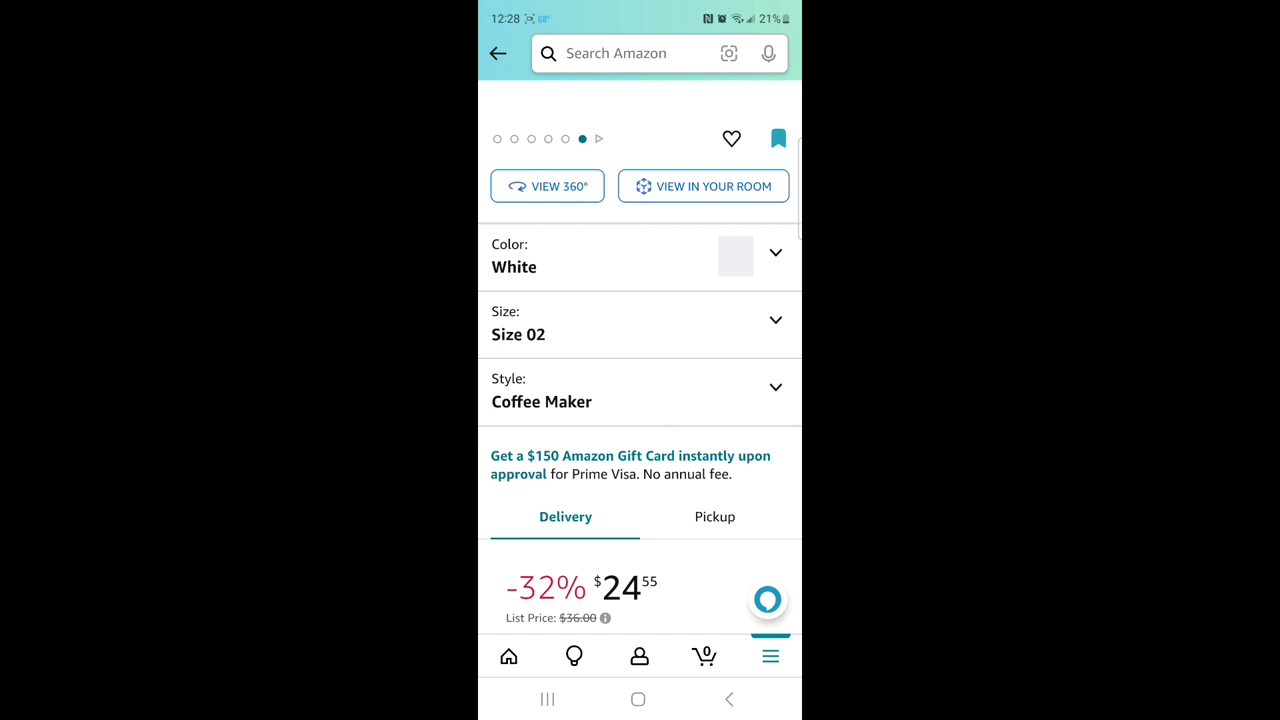 12:28 68° 21%
Search Amazon
VIEW 360° VIEW IN YOUR ROOM
Color:
White
Size:
Size 02
Style:
Coffee Maker
Get a $150 Amazon Gift Card instantly upon
approval for Prime Visa. No annual fee.
Delivery Pickup
-32% $24 55
List Price: $36.00
0